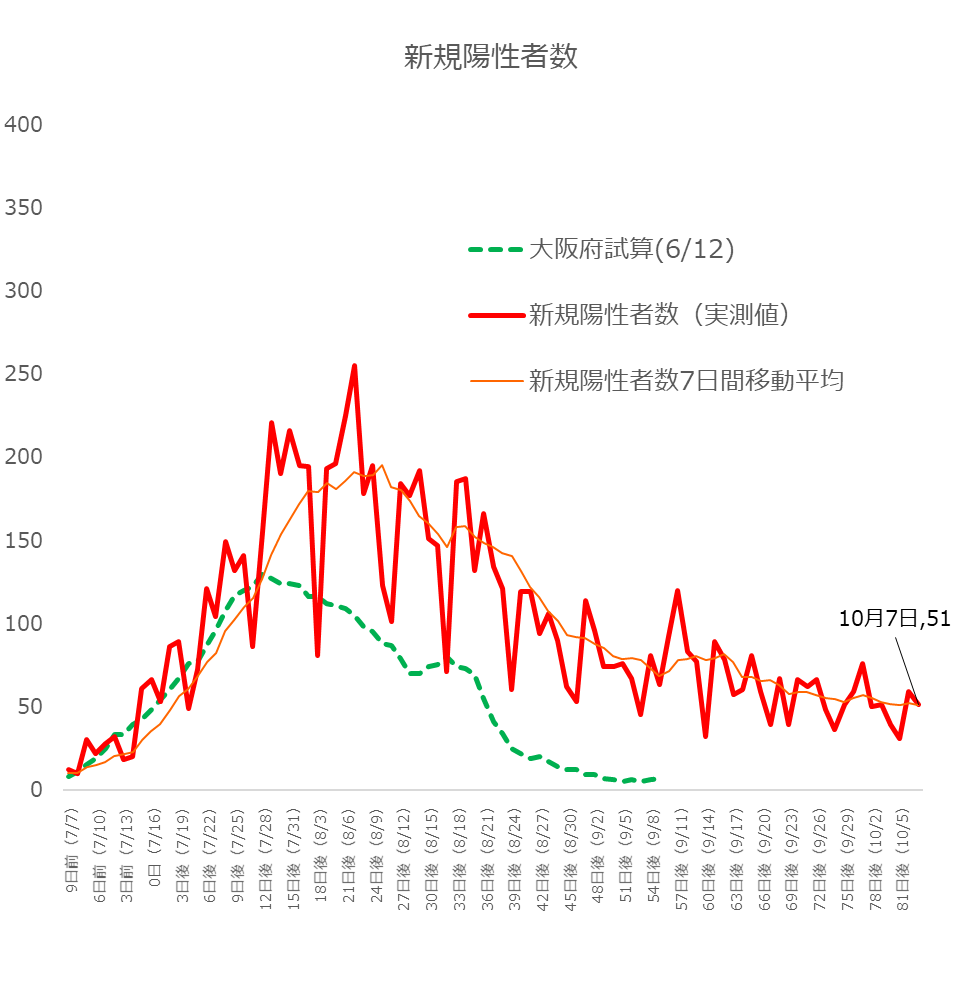 新規陽性者数
400
350
300
250
200
150
100
50
0
大阪府試算(6/12)
新規陽性者数（実測値）
新規陽性者数7日間移動平均
10月7日,51
9日前（7/7）
6日前（7/10）
3日前（7/13）
0日（7/16）
3日後（7/19）
6日後（7/22）
9日後（7/25）
12日後（7/28）
15日後（7/31）
18日後（8/3）
21日後（8/6）
24日後（8/9）
27日後（8/12）
30日後（8/15）
33日後（8/18）
36日後（8/21）
39日後（8/24）
42日後（8/27）
45日後（8/30）
48日後（9/2）
51日後（9/5）
54日後（9/8）
57日後（9/11）
60日後（9/14）
63日後（9/17）
66日後（9/20）
69日後（9/23）
72日後（9/26）
75日後（9/29）
78日後（10/2）
81日後（10/5）